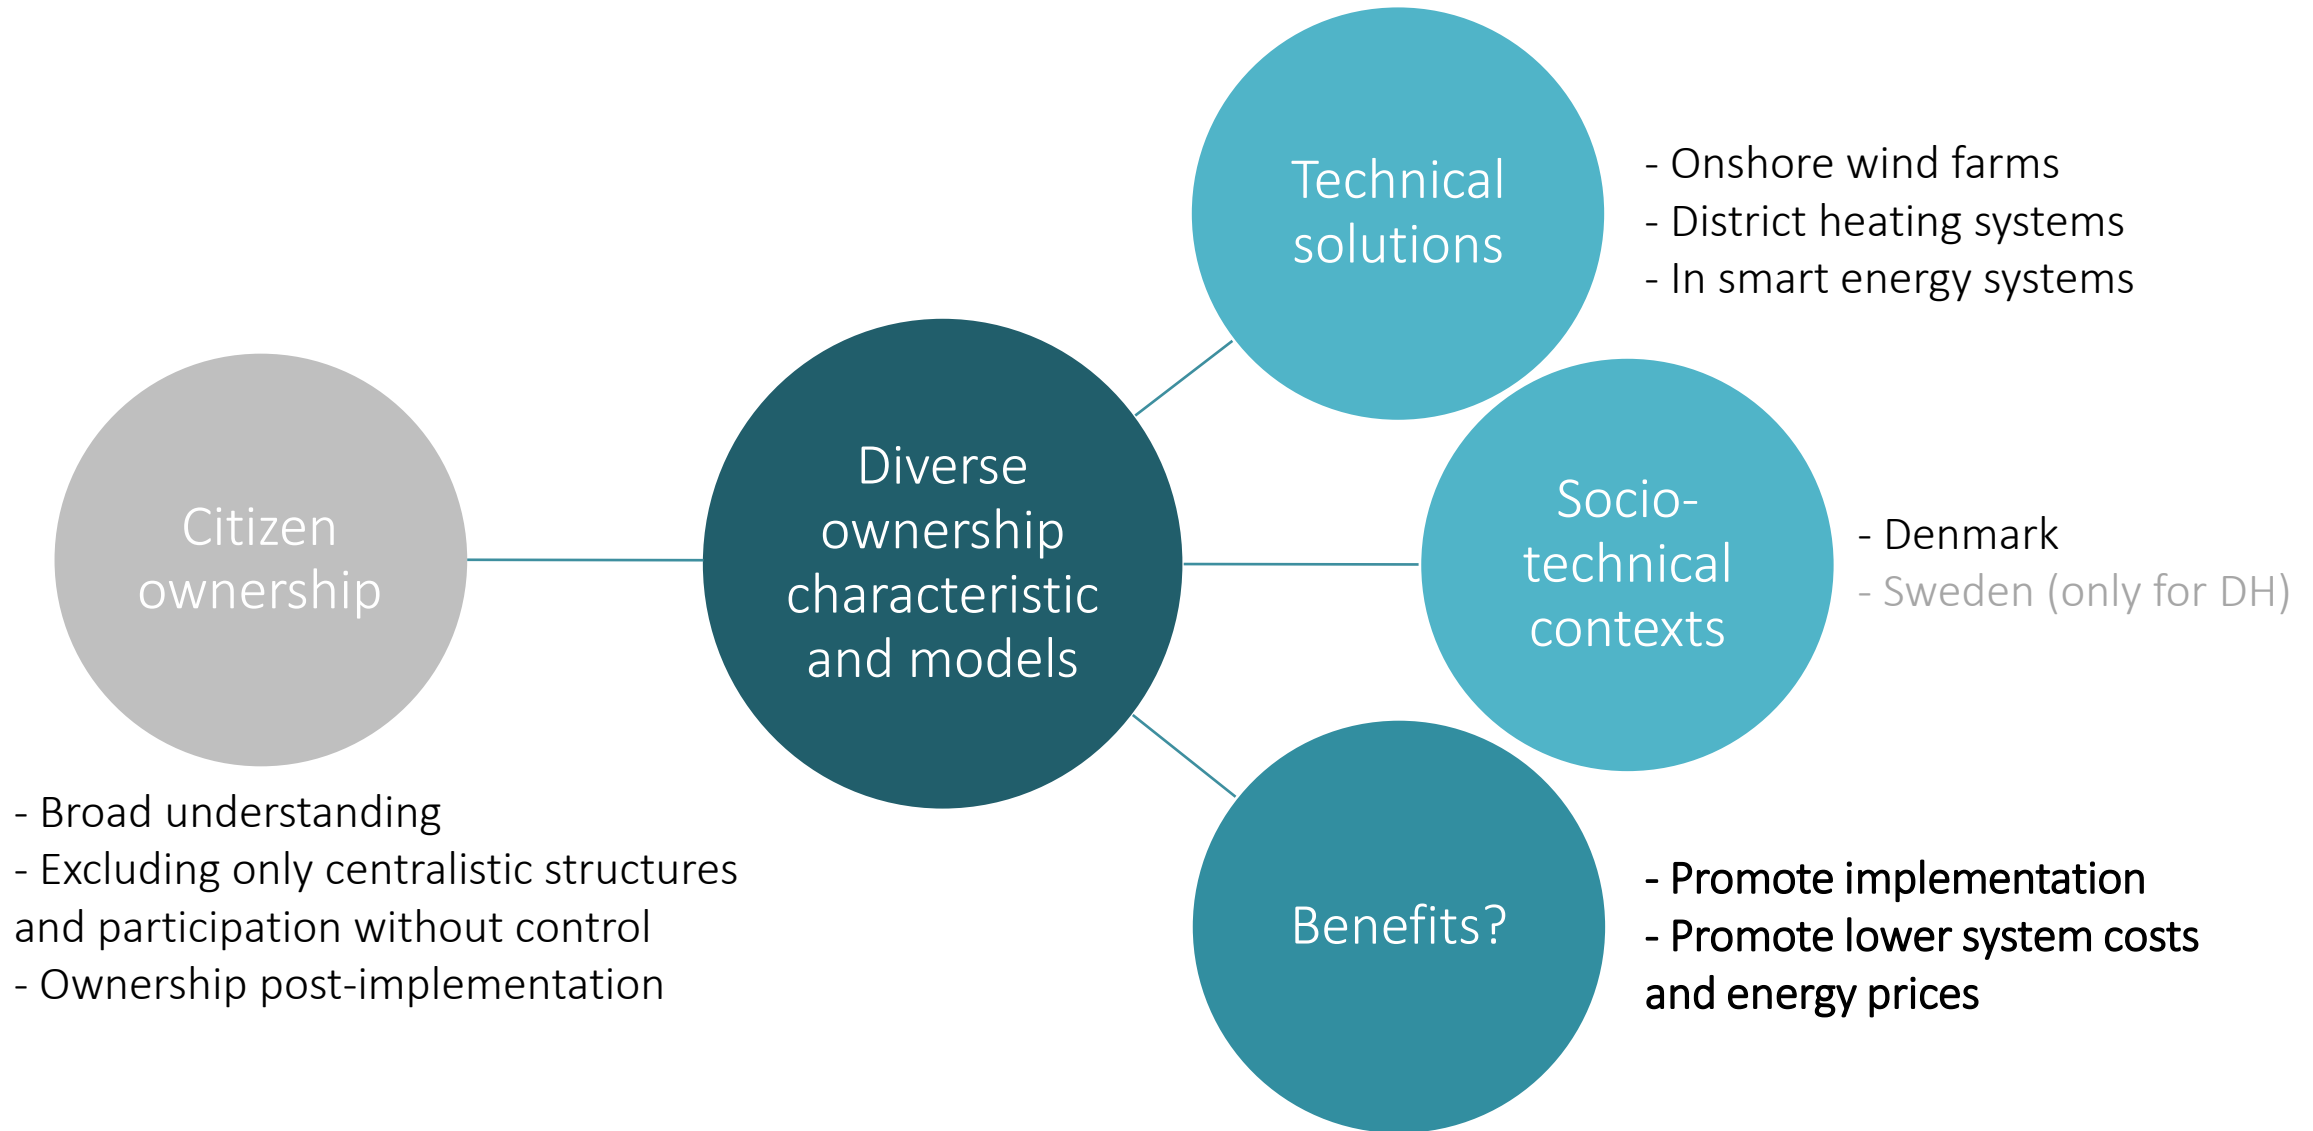 Citizen
ownership
- Broad understanding
- Excluding only centralistic structures
and participation without control
- Ownership post-implementation
Diverse
ownership
characteristic
and models
Technical
solutions
- Onshore wind farms
- District heating systems
- In smart energy systems
Socio-
technical
contexts
- Denmark
- Sweden (only for DH)
Benefits?
- Promote implementation
- Promote lower system costs
and energy prices